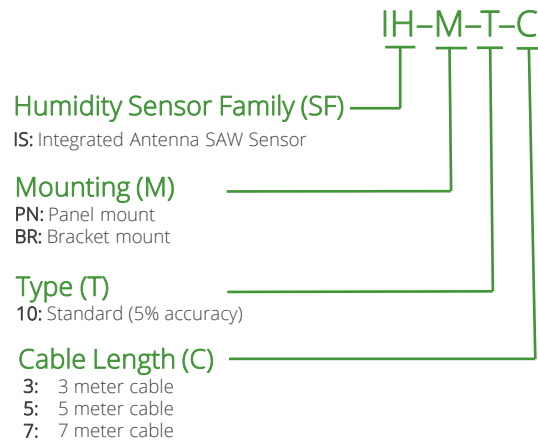 IH–M–T–C
Humidity Sensor Family (SF)
IS: Integrated Antenna SAW Sensor
Mounting (M)
PN: Panel mount
BR: Bracket mount
Type (T)
10: Standard (5% accuracy)
Cable Length (C)
3: 3 meter cable
5: 5 meter cable
7: 7 meter cable